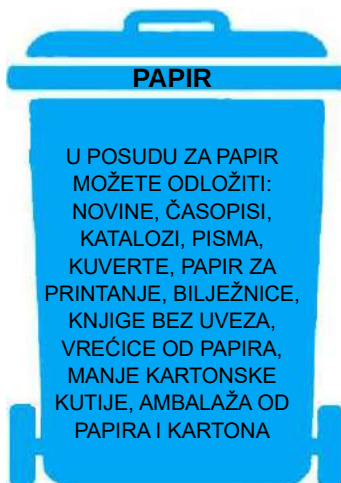 PAPIR
U POSUDU ZA PAPIR
MOŽETE ODLOŽITI:
NOVINE, ČASOPISI,
KATALOZI, PISMA,
KUVERTE, PAPIR ZA
PRINTANJE, BILJEŽNICE,
KNJIGE BEZ UVEZA,
VREĆICE OD PAPIRA,
MANJE KARTONSKE
KUTIJE, AMBALAŽA OD
PAPIRA I KARTONA